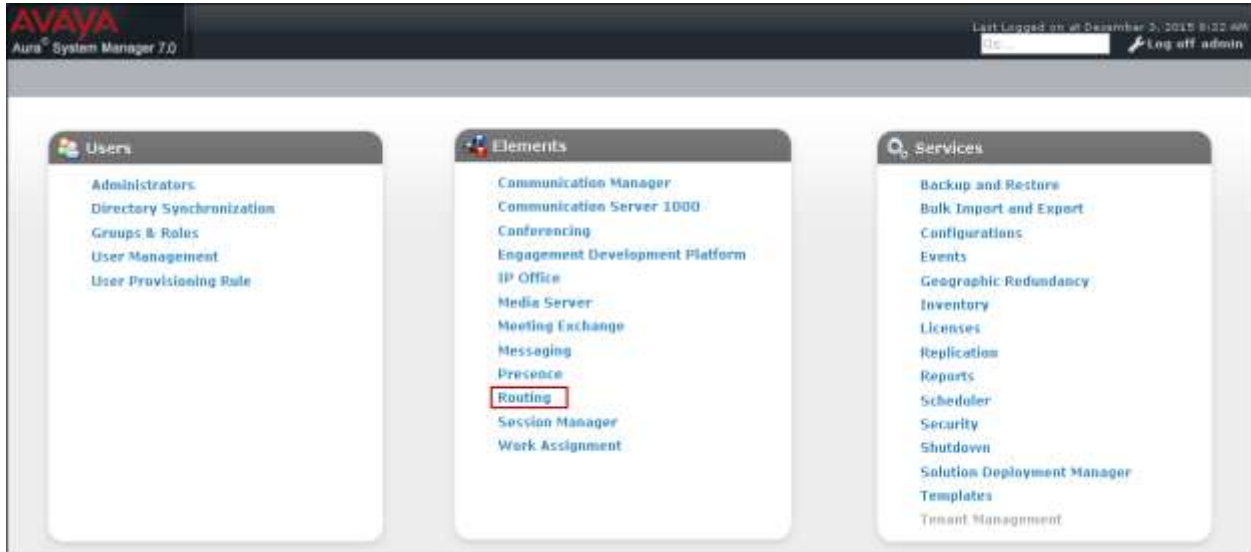 AVAYA
Aura® System Manager 7.0
Last Logged on at December 3, 2015 8:22 AM
Go...
Log off admin
Users
Administrators
Directory Synchronization
Groups & Roles
User Management
User Provisioning Rule
Elements
Communication Manager
Communication Server 1000
Conferencing
Engagement Development Platform
IP Office
Media Server
Meeting Exchange
Messaging
Presence
Routing
Session Manager
Work Assignment
Services
Backup and Restore
Bulk Import and Export
Configurations
Events
Geographic Redundancy
Inventory
Licenses
Replication
Reports
Scheduler
Security
Shutdown
Solution Deployment Manager
Templates
Tenant Management